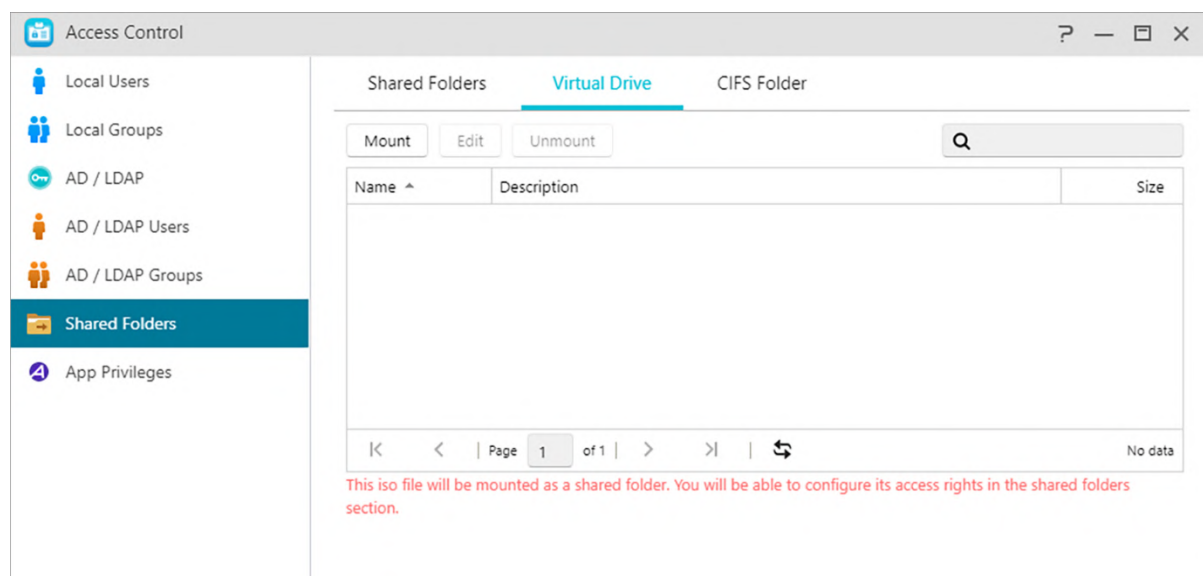 Access Control
Local Users
Local Groups
AD / LDAP
AD / LDAP Users
AD / LDAP Groups
Shared Folders
App Privileges
Shared Folders Virtual Drive CIFS Folder
Mount Edit Unmount
Name Description Size
Page 1 of 1 No data
This iso file will be mounted as a shared folder. You will be able to configure its access rights in the shared folders
section.